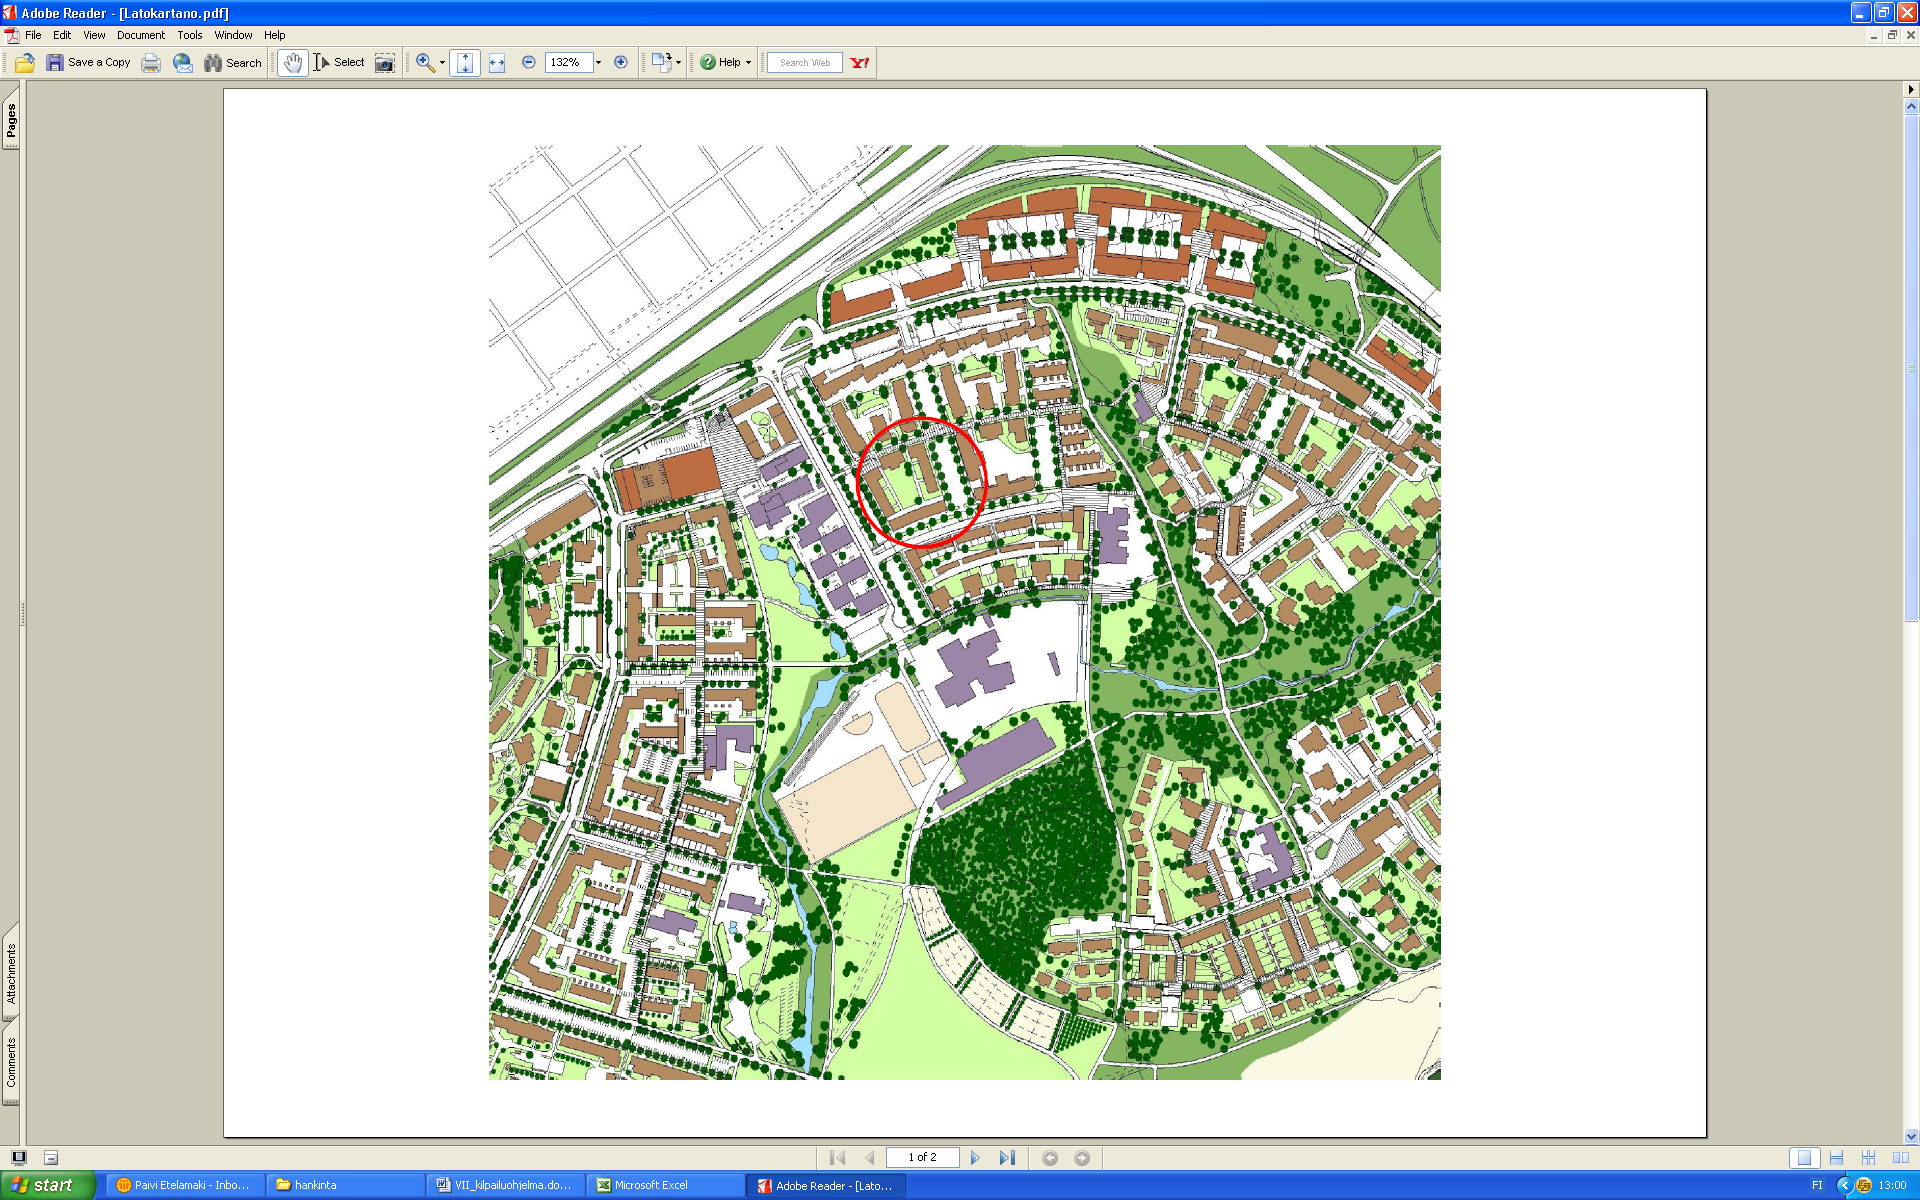 Adobe Reader - [Latokartano.pdf]
File Edit View Document Tools Window Help
Save a Copy Search Select 132% Help Search Web Y!
Pages
Attachments
Comments
1 of 2
start Paivi Etelamaki - Inbo... hankinta VII_kilpailuohjelma.do... Microsoft Excel Adobe Reader - [Lato... FI 13:00